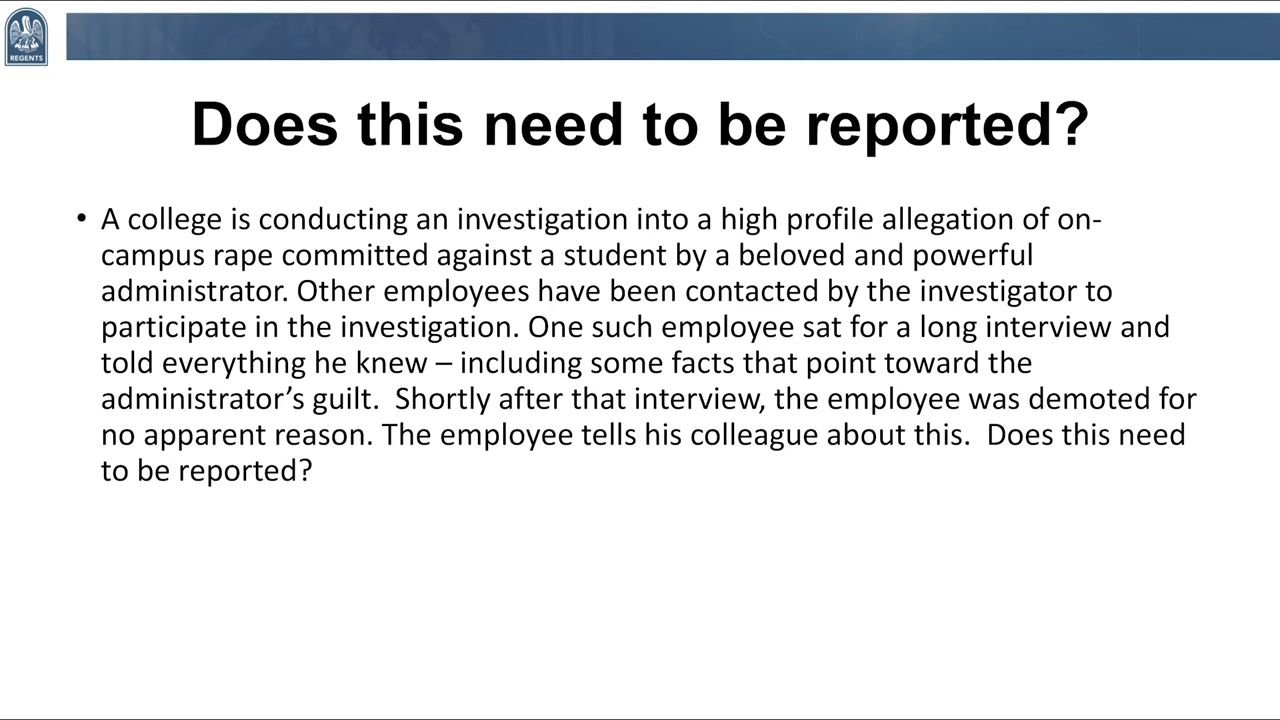 REGENTS
Does this need to be reported?
• A college is conducting an investigation into a high profile allegation of on-
campus rape committed against a student by a beloved and powerful
administrator. Other employees have been contacted by the investigator to
participate in the investigation. One such employee sat for a long interview and
told everything he knew – including some facts that point toward the
administrator’s guilt.  Shortly after that interview, the employee was demoted for
no apparent reason. The employee tells his colleague about this.  Does this need
to be reported?